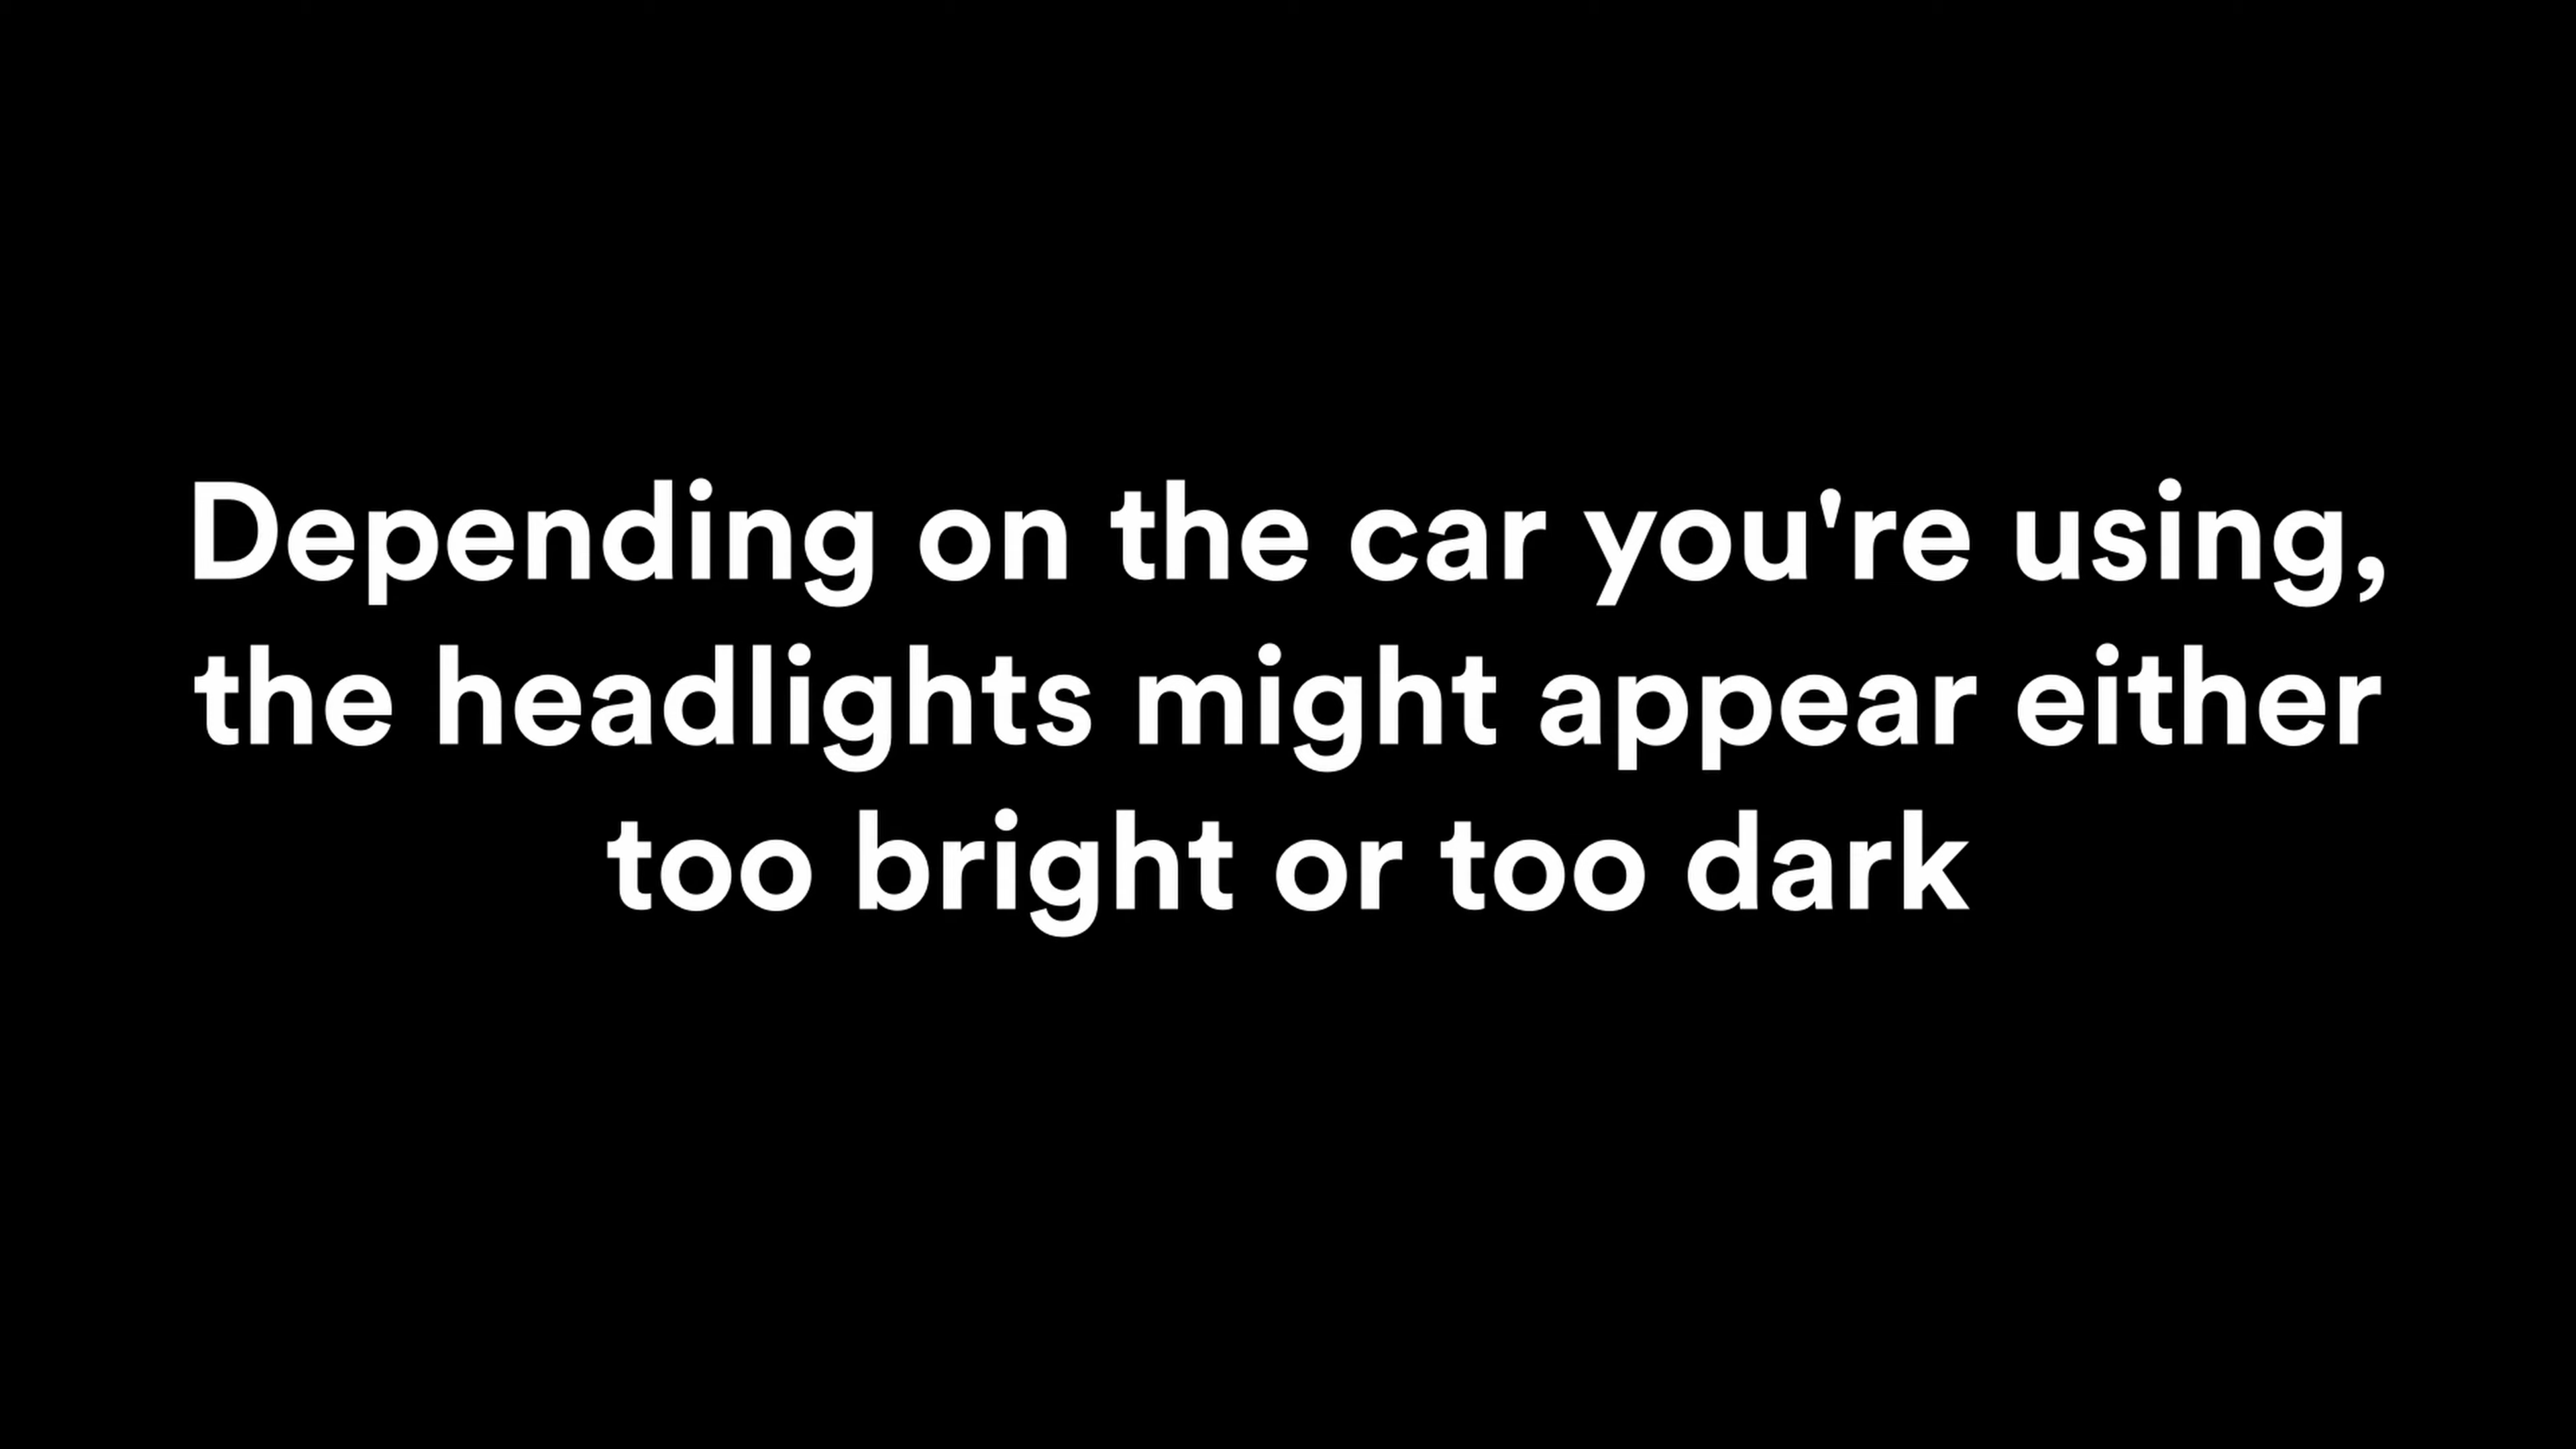 Depending on the car you're using,
the headlights might appear either
too bright or too dark